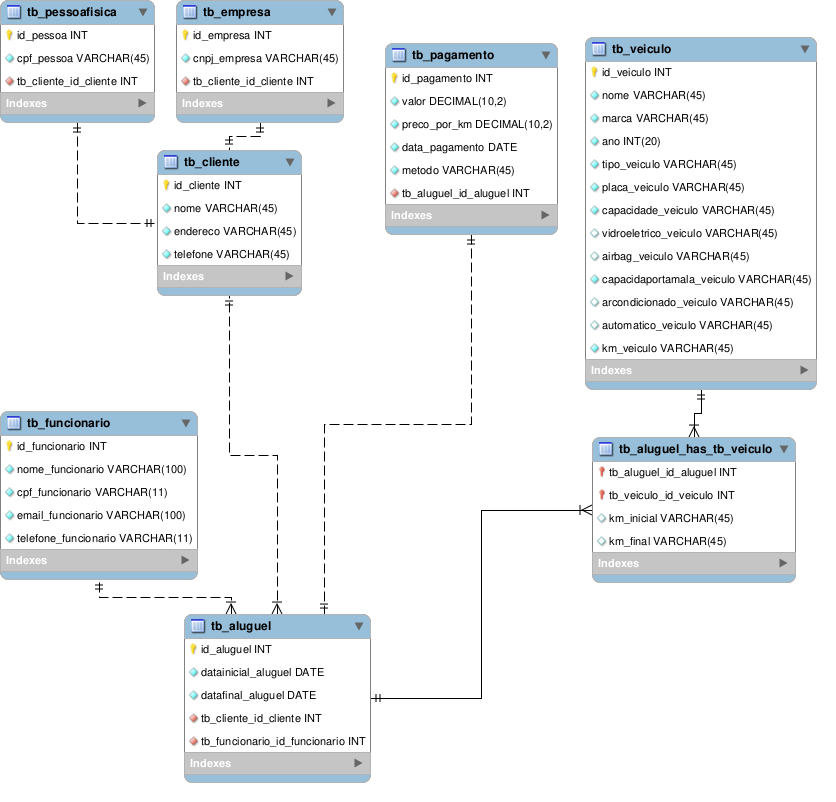 tb_pessoafisica
id_pessoa INT
cpf_pessoa VARCHAR(45)
tb_cliente_id_cliente INT
Indexes
tb_empresa
id_empresa INT
cnpj_empresa VARCHAR(45)
tb_cliente_id_cliente INT
Indexes
tb_pagamento
id_pagamento INT
valor DECIMAL(10,2)
preco_por_km DECIMAL(10,2)
data_pagamento DATE
metodo VARCHAR(45)
tb_aluguel_id_aluguel INT
Indexes
tb_veiculo
id_veiculo INT
nome VARCHAR(45)
marca VARCHAR(45)
ano INT(20)
tipo_veiculo VARCHAR(45)
placa_veiculo VARCHAR(45)
capacidade_veiculo VARCHAR(45)
vidroeletrico_veiculo VARCHAR(45)
airbag_veiculo VARCHAR(45)
capacidaportamala_veiculo VARCHAR(45)
arcondicionado_veiculo VARCHAR(45)
automatico_veiculo VARCHAR(45)
km_veiculo VARCHAR(45)
Indexes
tb_cliente
id_cliente INT
nome VARCHAR(45)
endereco VARCHAR(45)
telefone VARCHAR(45)
Indexes
tb_funcionario
id_funcionario INT
nome_funcionario VARCHAR(100)
cpf_funcionario VARCHAR(11)
email_funcionario VARCHAR(100)
telefone_funcionario VARCHAR(11)
Indexes
tb_aluguel_has_tb_veiculo
tb_aluguel_id_aluguel INT
tb_veiculo_id_veiculo INT
km_inicial VARCHAR(45)
km_final VARCHAR(45)
Indexes
tb_aluguel
id_aluguel INT
datainicial_aluguel DATE
datafinal_aluguel DATE
tb_cliente_id_cliente INT
tb_funcionario_id_funcionario INT
Indexes